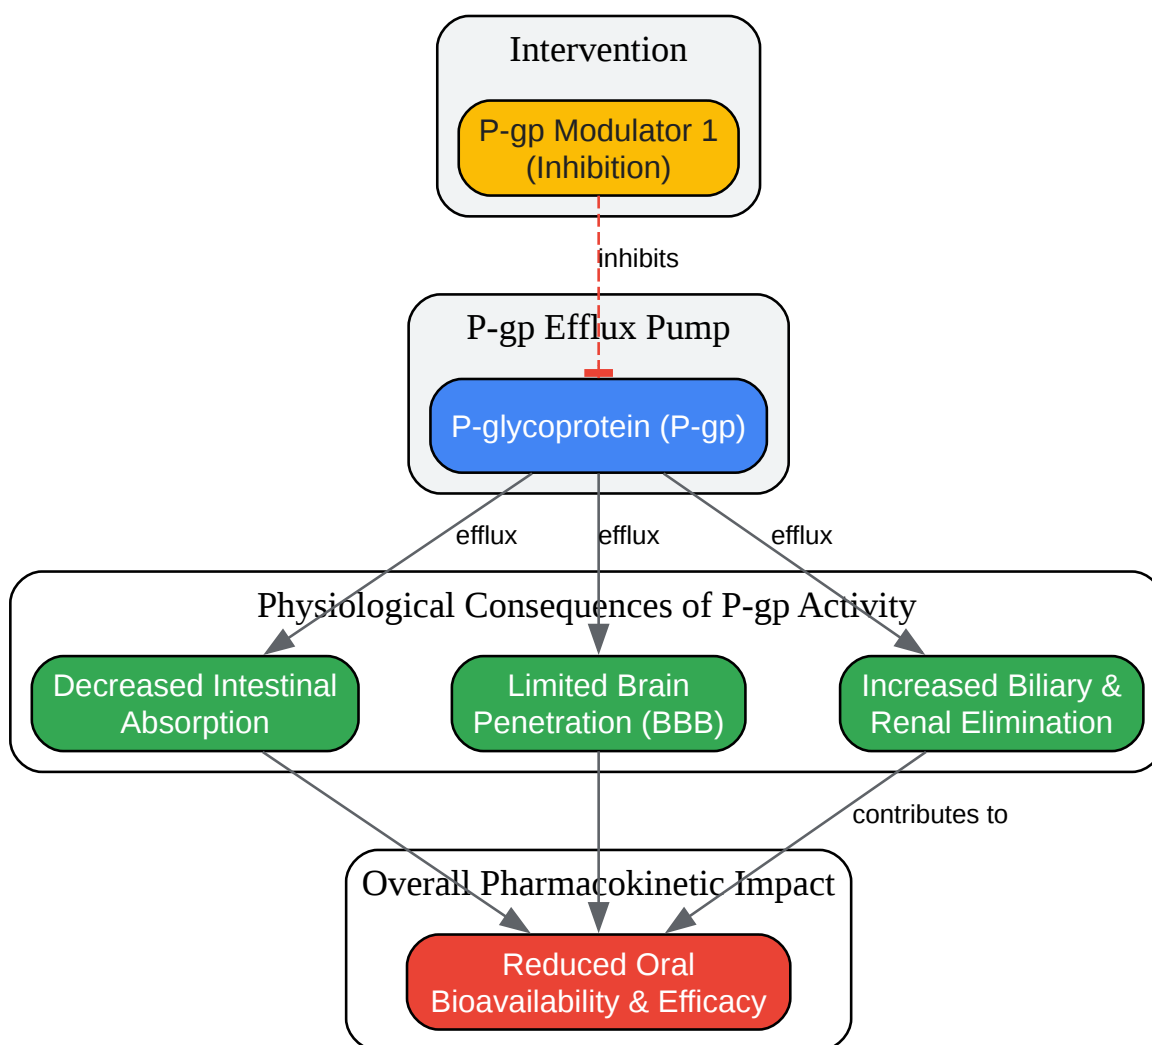 Intervention
P-gp Modulator 1
(Inhibition)
inhibits
P-gp Efflux Pump
P-glycoprotein (P-gp)
efflux
efflux
efflux
Physiological Consequences of P-gp Activity
Decreased Intestinal
Absorption
Limited Brain
Penetration (BBB)
Increased Biliary &
Renal Elimination
contributes to
Overall Pharmacokinetic Impact
Reduced Oral
Bioavailability & Efficacy